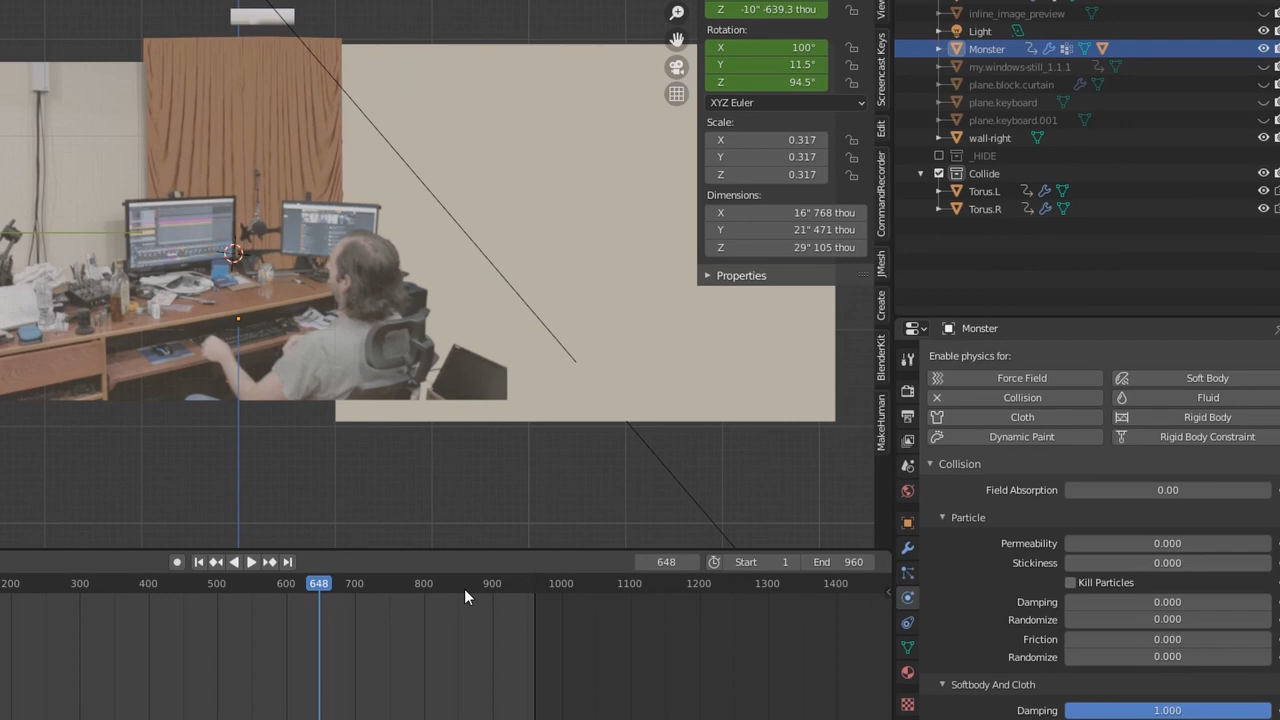 inline_image_preview
Z -10" -639.3 thou
Light
Rotation:
Monster
X 100°
Y 11.5°
my.windows-still_1.1.1
Z 94.5°
plane.block.curtain
XYZ Euler
plane.keyboard
Scale:
plane.keyboard.001
X 0.317
wall-right
Y 0.317
_HIDE
Z 0.317
Collide
Dimensions:
Torus.L
X 16" 768 thou
Torus.R
Y 21" 471 thou
Z 29" 105 thou
Properties
View
Screencast Keys
Edit
CommandRecorder
JMesh
Create
BlenderKit
MakeHuman
Monster
Enable physics for:
Force Field
Soft Body
Collision
Fluid
Cloth
Rigid Body
Dynamic Paint
Rigid Body Constraint
Collision
Field Absorption 0.00
Particle
Permeability 0.000
Stickiness 0.000
Kill Particles
Damping 0.000
Randomize 0.000
Friction 0.000
Randomize 0.000
Softbody And Cloth
Damping 1.000
648 Start 1 End 960
200 300 400 500 600 648 700 800 900 1000 1100 1200 1300 1400